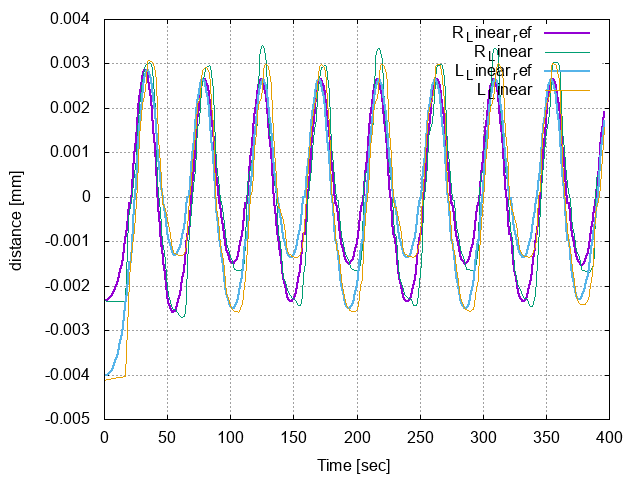 0.004
0.003
0.002
0.001
0
-0.001
-0.002
-0.003
-0.004
-0.005
distance [mm]
R_Linear_ref
R_Linear
L_Linear_ref
L_Linear
0 50 100 150 200 250 300 350 400
Time [sec]